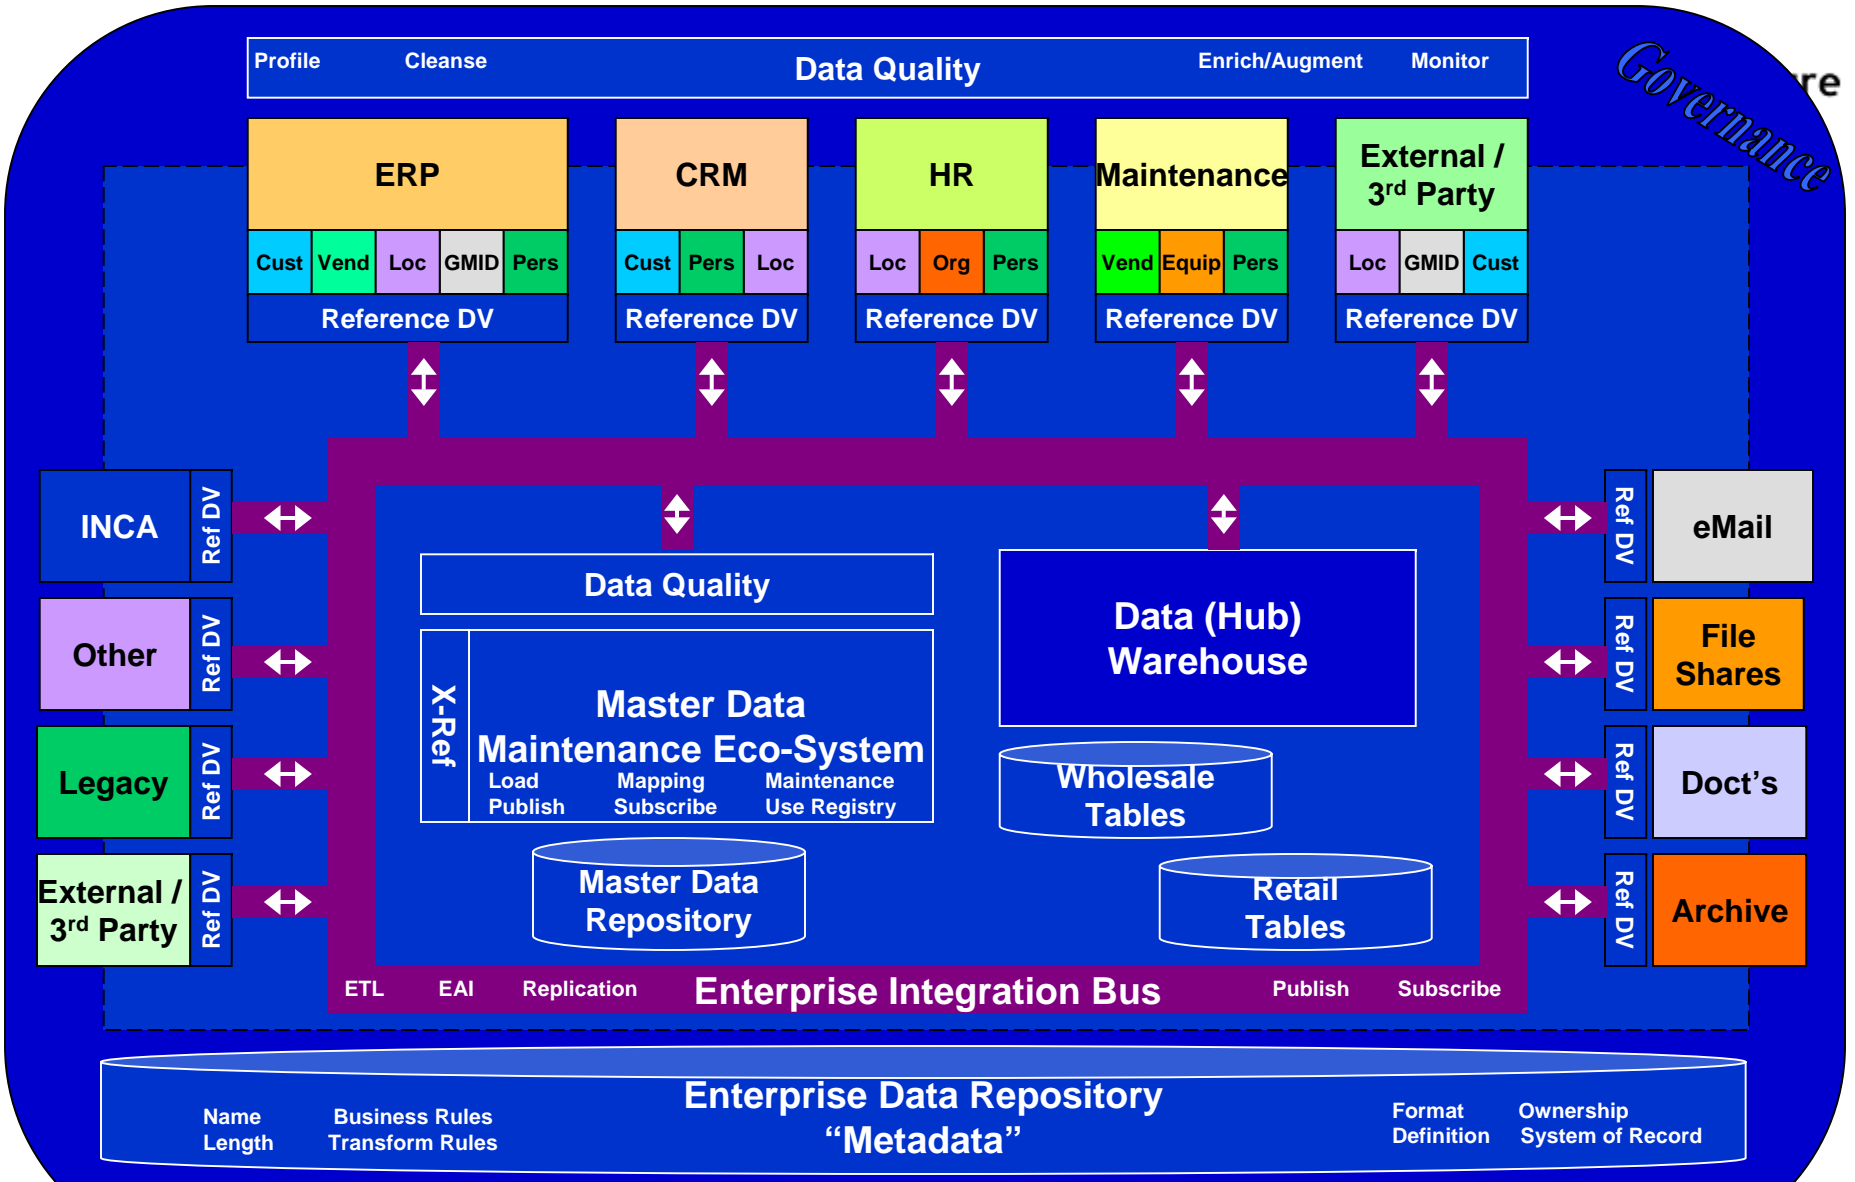 Profile Cleanse Data Quality Enrich/Augment Monitor
Governance
re
ERP
CRM
HR
Maintenance
External /
3rd Party
Cust Vend Loc GMID Pers
Cust Pers Loc
Loc Org Pers
Vend Equip Pers
Loc GMID Cust
Reference DV
Reference DV
Reference DV
Reference DV
Reference DV
INCA
Ref DV
Other
Ref DV
Legacy
Ref DV
External /
3rd Party
Ref DV
Data Quality
X-Ref
Master Data
Maintenance Eco-System
Load Mapping Maintenance
Publish Subscribe Use Registry
Master Data
Repository
Data (Hub)
Warehouse
Wholesale
Tables
Retail
Tables
Ref DV
eMail
Ref DV
File
Shares
Ref DV
Doct's
Ref DV
Archive
ETL EAI Replication Enterprise Integration Bus Publish Subscribe
Enterprise Data Repository
“Metadata”
Name Business Rules
Length Transform Rules
Format Ownership
Definition System of Record